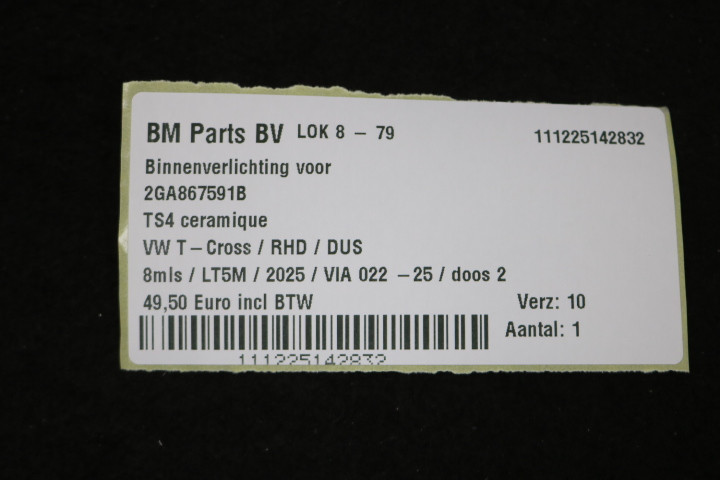 BM Parts BV LOK 8 - 79 111225142832
Binnenverlichting voor
2GA867591B
TS4 ceramique
VW T-Cross / RHD / DUS
8mls / LT5M / 2025 / VIA 022 -25 / doos 2
49,50 Euro incl BTW Verz: 10
Aantal: 1
111225142832